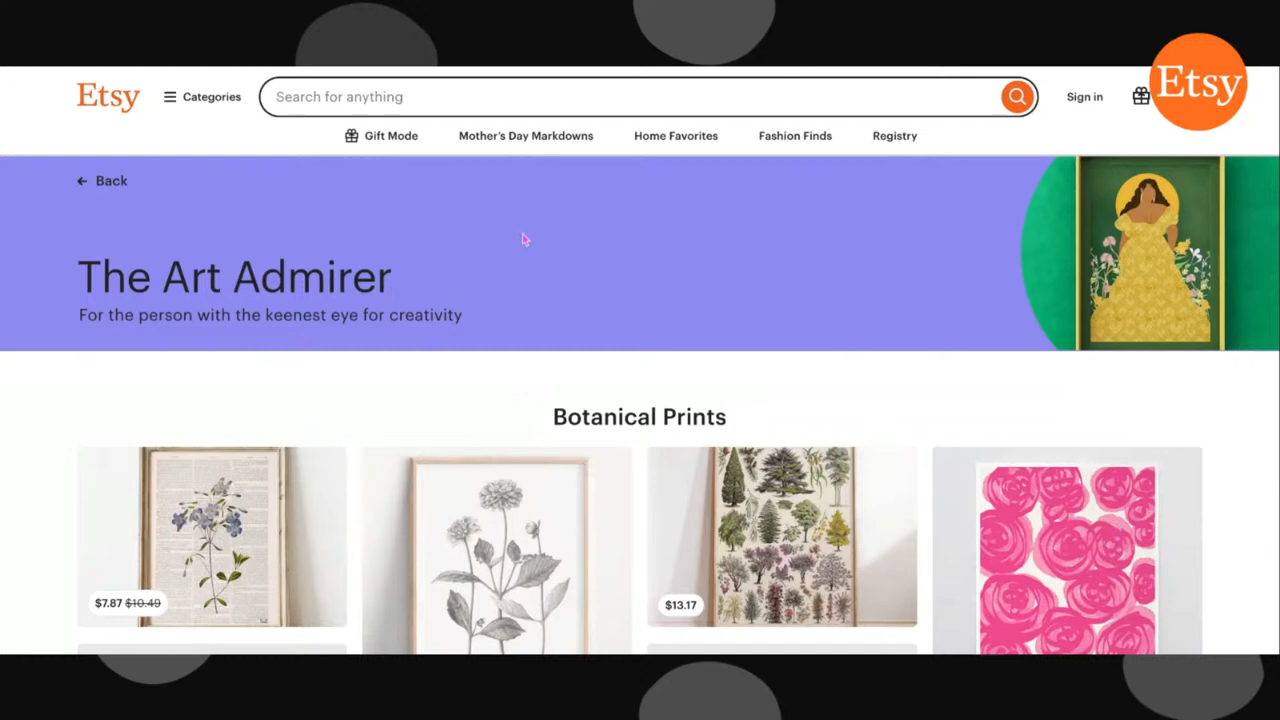 Etsy
Categories
Search for anything
Sign in
Etsy
Gift Mode
Mother's Day Markdowns
Home Favorites
Fashion Finds
Registry
Back
The Art Admirer
For the person with the keenest eye for creativity
Botanical Prints
$7.87 $10.49
$13.17